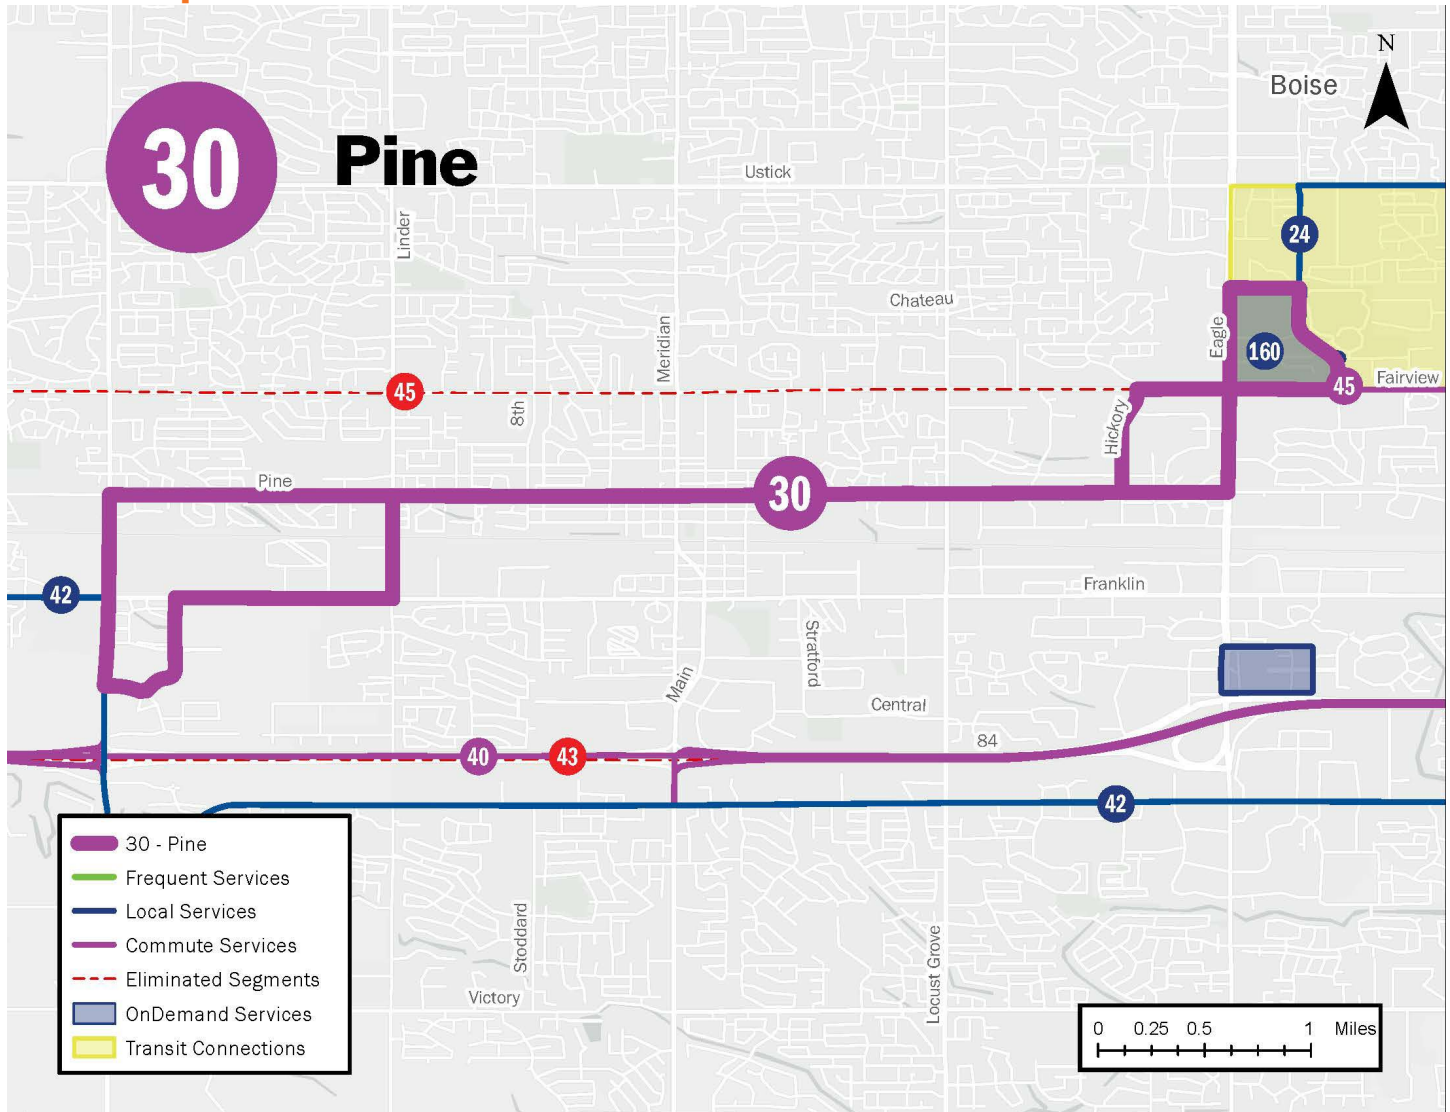 N
Boise
30
Pine
Ustick
Linder
24
Chateau
Meridian
Eagle
160
45
Fairview
45
8th
Hickory
Pine
30
42
Franklin
Stratford
Main
Central
84
40
43
42
30 - Pine
Frequent Services
Local Services
Commute Services
Eliminated Segments
OnDemand Services
Transit Connections
Stoddard
Victory
Locust Grove
0 0.25 0.5 1 Miles